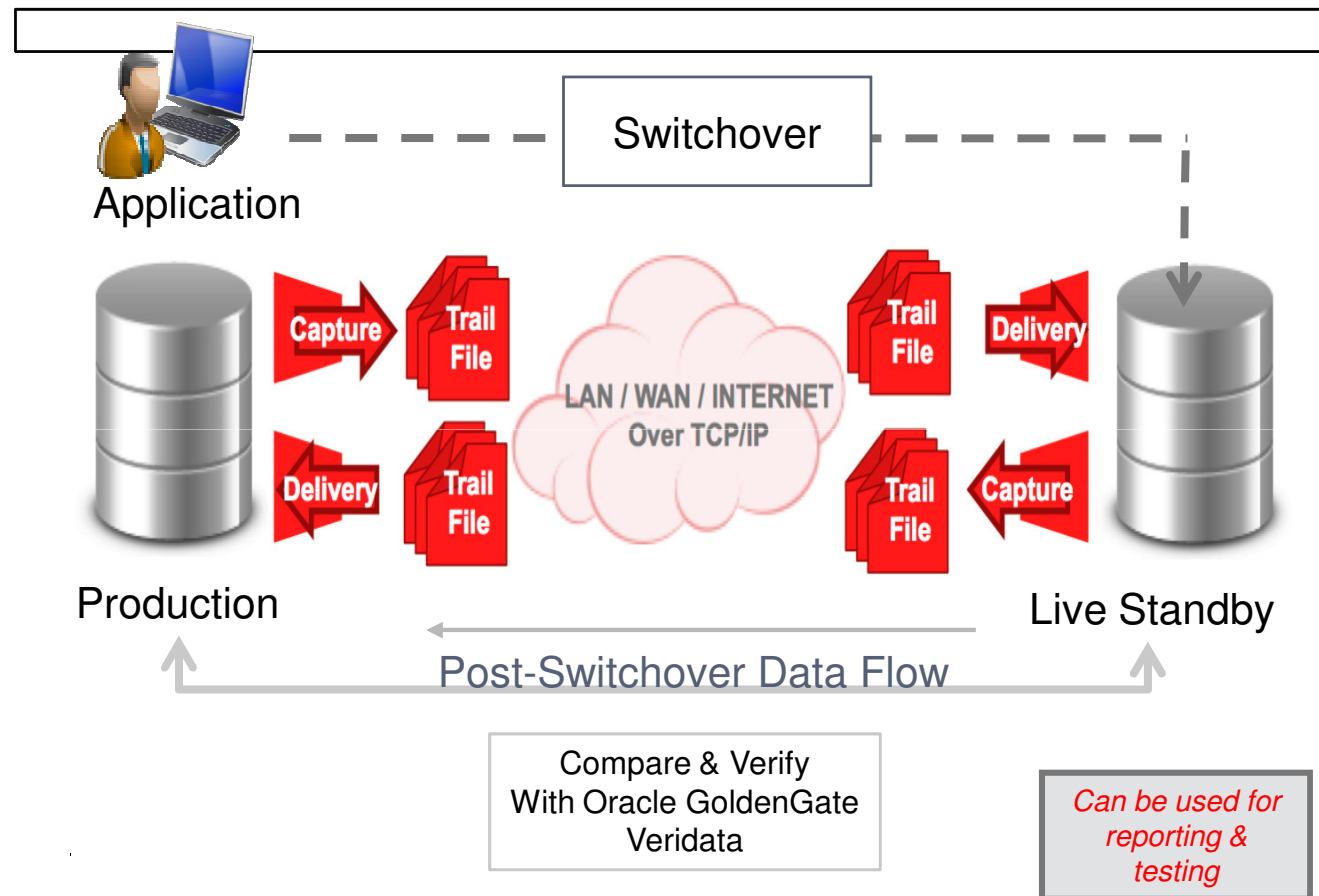 Switchover
Application
Capture
Trail
File
LAN / WAN / INTERNET
Over TCP/IP
Trail
File
Delivery
Delivery
Trail
File
Trail
File
Capture
Production
Live Standby
Post-Switchover Data Flow
Compare & Verify
With Oracle GoldenGate
Veridata
Can be used for
reporting &
testing